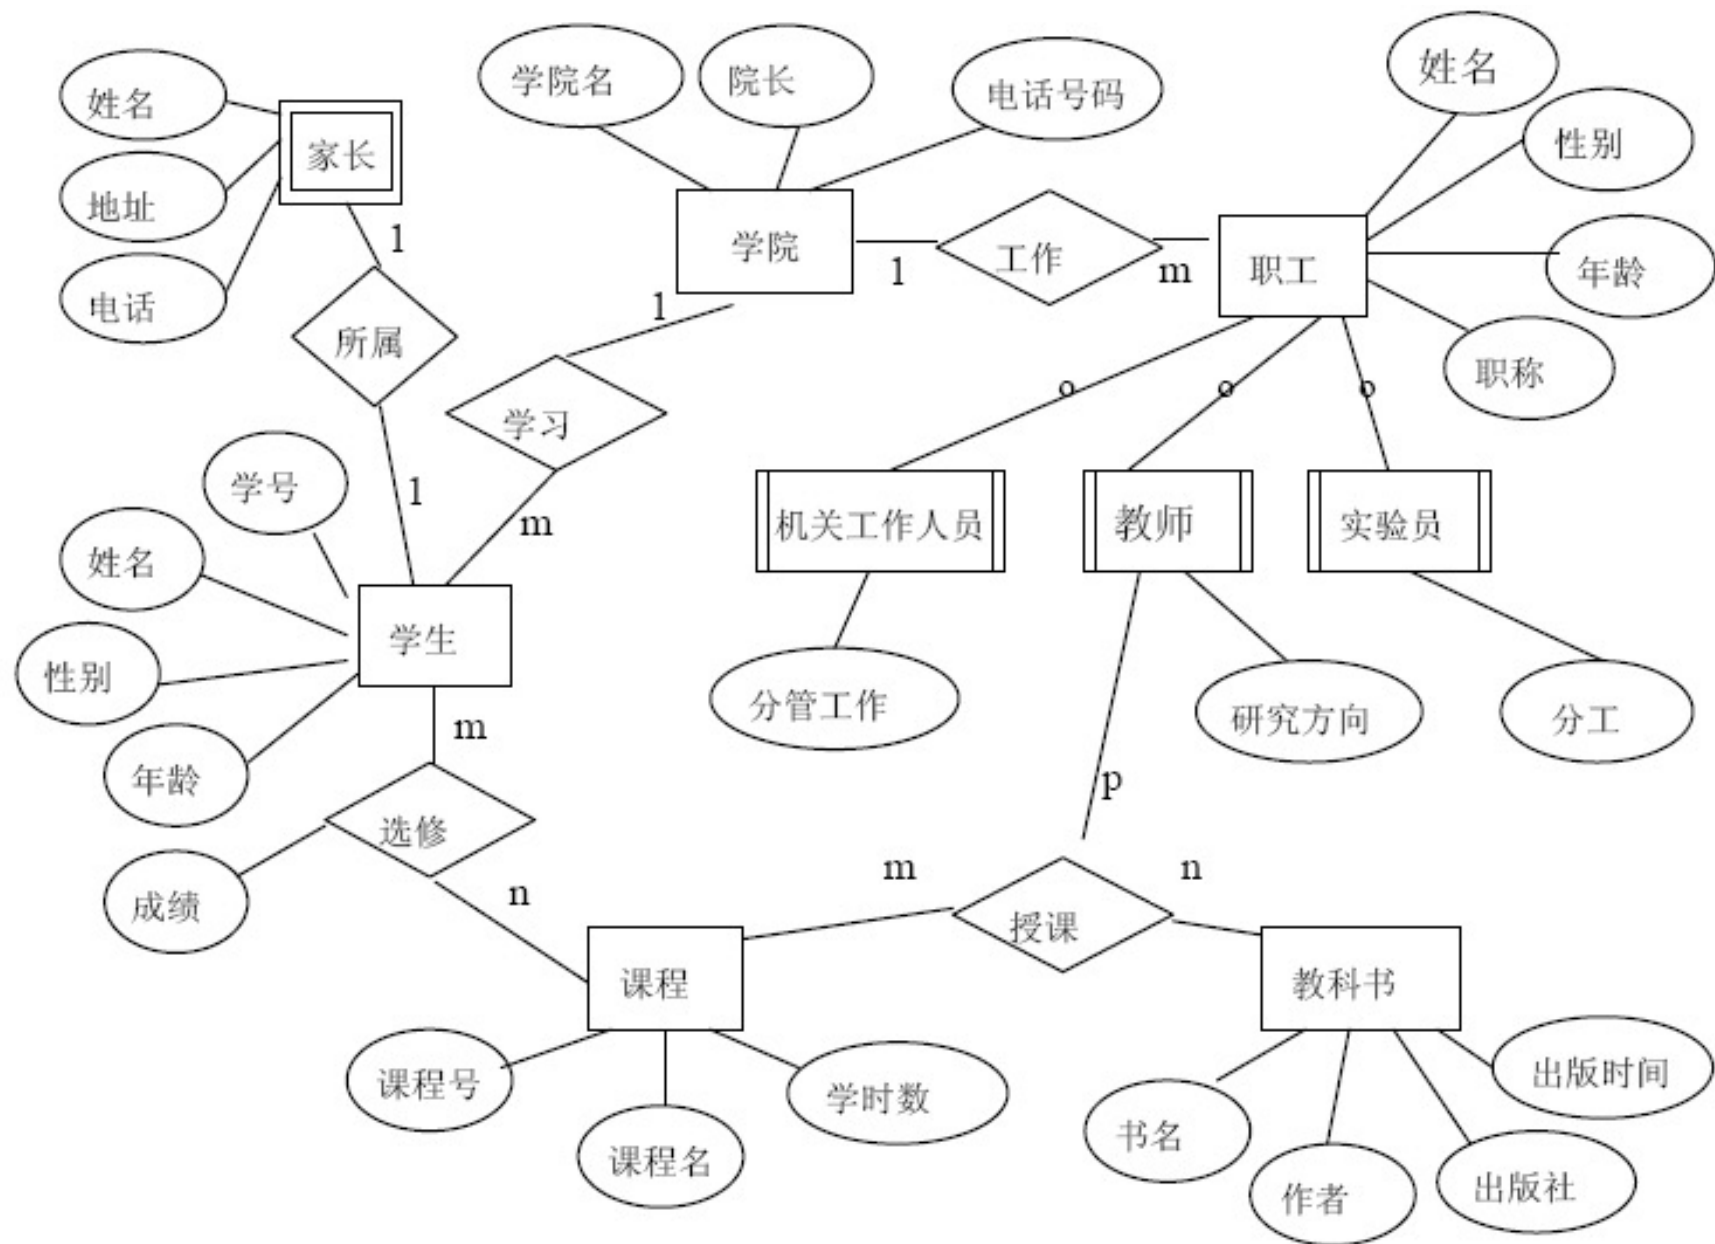 姓名
学院名
院长
电话号码
姓名
性别
家长
地址
电话
1
所属
学院
1
工作
m
职工
年龄
职称
1
学习
o
o
o
学号
1
m
姓名
机关工作人员
教师
实验员
性别
学生
年龄
m
分管工作
研究方向
分工
p
选修
成绩
n
m
n
授课
课程
教科书
课程号
课程名
学时数
书名
作者
出版社
出版时间